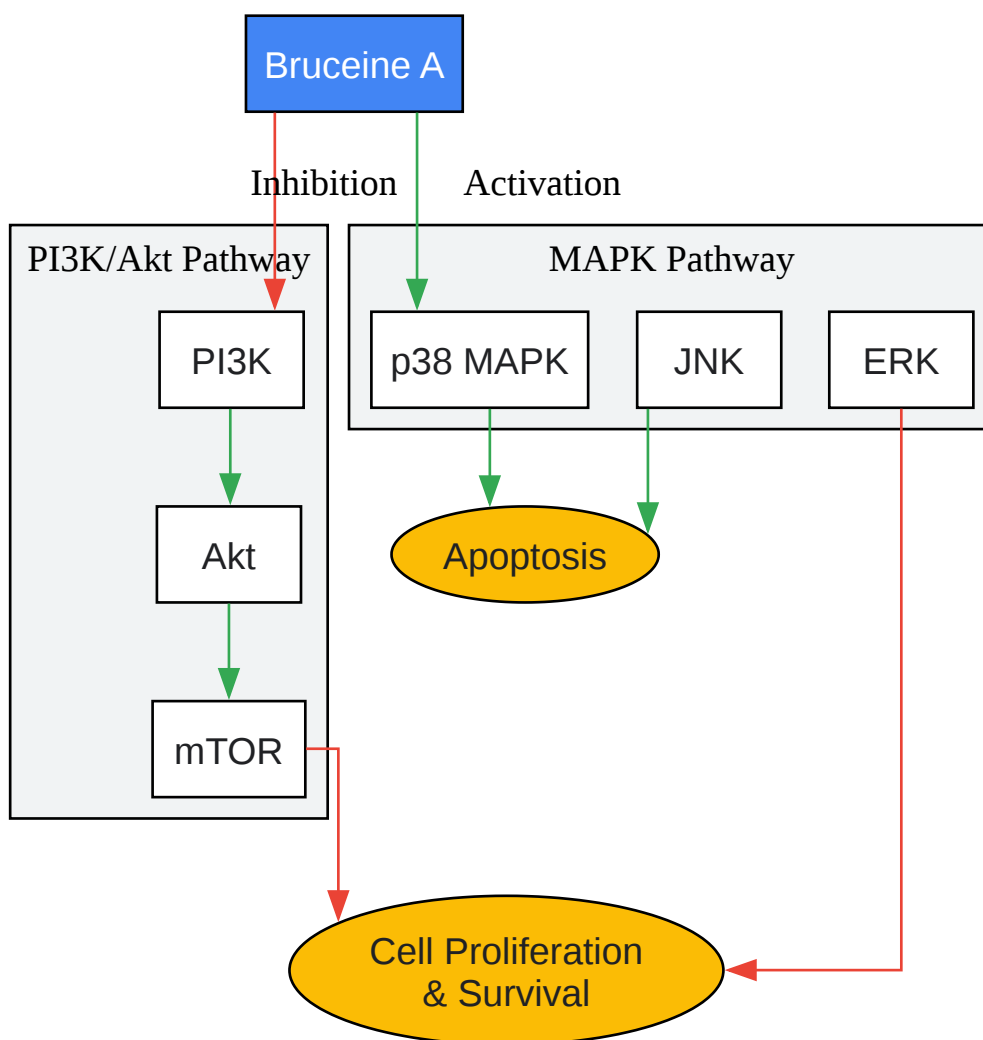 Bruceine A
Inhibition
Activation
PI3K/Akt Pathway
MAPK Pathway
PI3K
p38 MAPK
JNK
ERK
Akt
Apoptosis
mTOR
Cell Proliferation
& Survival